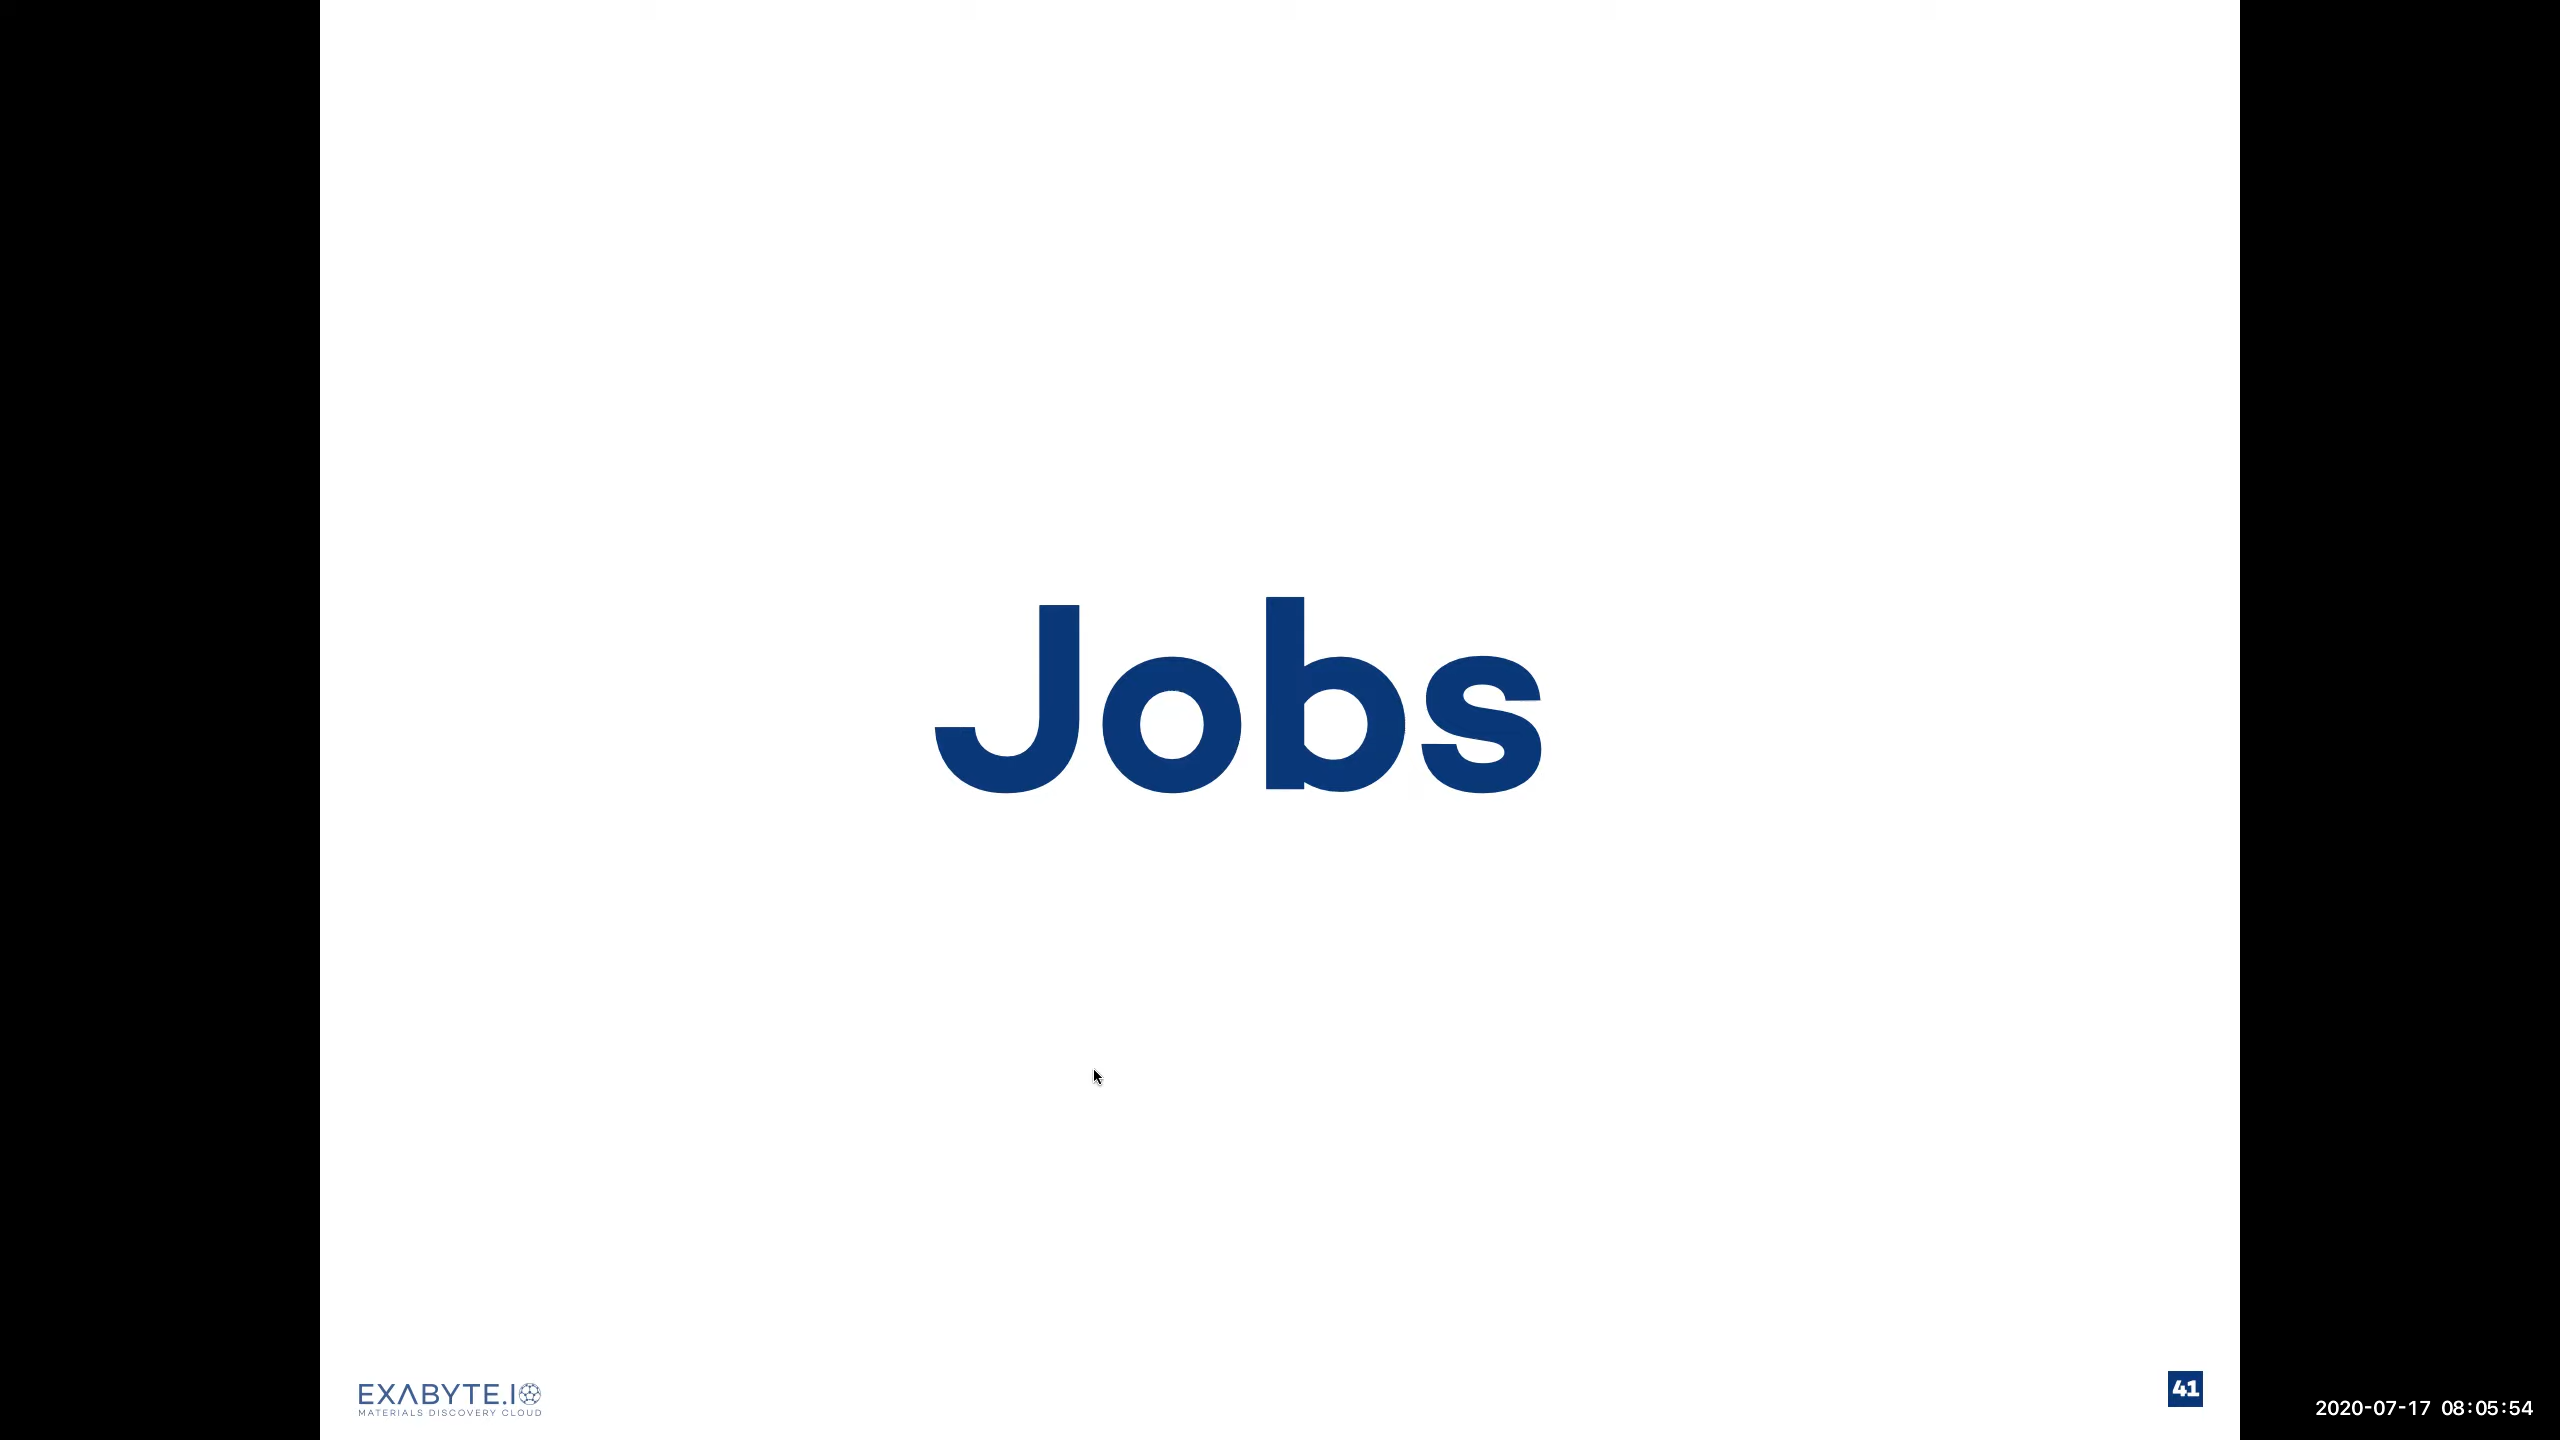 Jobs
EXABYTE.IO
MATERIALS DISCOVERY CLOUD
41
2020-07-17 08:05:54